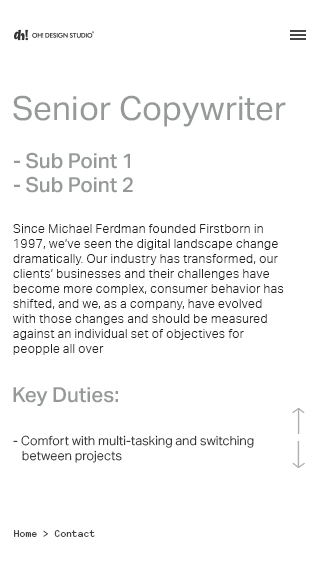 oh! OH! DESIGN STUDIO
Senior Copywriter
- Sub Point 1
- Sub Point 2
Since Michael Ferdman founded Firstborn in
1997, we've seen the digital landscape change
dramatically. Our industry has transformed, our
clients' businesses and their challenges have
become more complex, consumer behavior has
shifted, and we, as a company, have evolved
with those changes and should be measured
against an individual set of objectives for
peopple all over
Key Duties:
- Comfort with multi-tasking and switching
between projects
Home > Contact